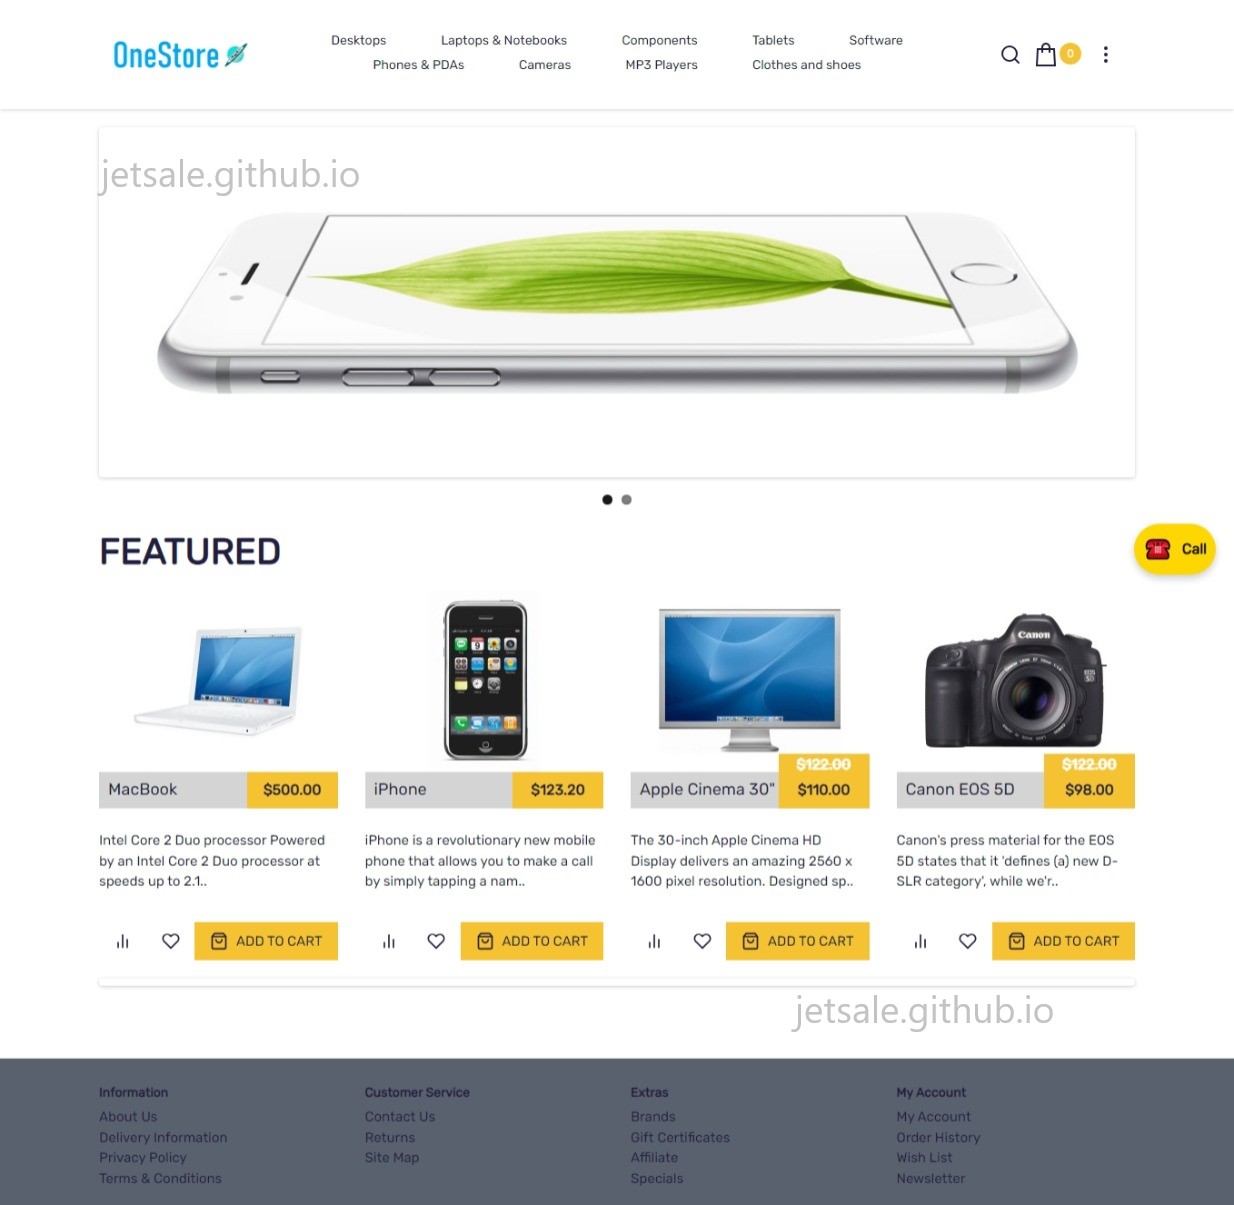 OneStore
Desktops Laptops & Notebooks Components Tablets Software
Phones & PDAs Cameras MP3 Players Clothes and shoes
0
jetsale.github.io
FEATURED
Call
Canon
MacBook $500.00
iPhone $123.20
$122.00
Apple Cinema 30" $110.00
$122.00
Canon EOS 5D $98.00
Intel Core 2 Duo processor Powered
by an Intel Core 2 Duo processor at
speeds up to 2.1..
iPhone is a revolutionary new mobile
phone that allows you to make a call
by simply tapping a nam..
The 30-inch Apple Cinema HD
Display delivers an amazing 2560 x
1600 pixel resolution. Designed sp..
Canon's press material for the EOS
5D states that it 'defines (a) new D-
SLR category', while we'r..
ADD TO CART
ADD TO CART
ADD TO CART
ADD TO CART
jetsale.github.io
Information
About Us
Delivery Information
Privacy Policy
Terms & Conditions
Customer Service
Contact Us
Returns
Site Map
Extras
Brands
Gift Certificates
Affiliate
Specials
My Account
My Account
Order History
Wish List
Newsletter